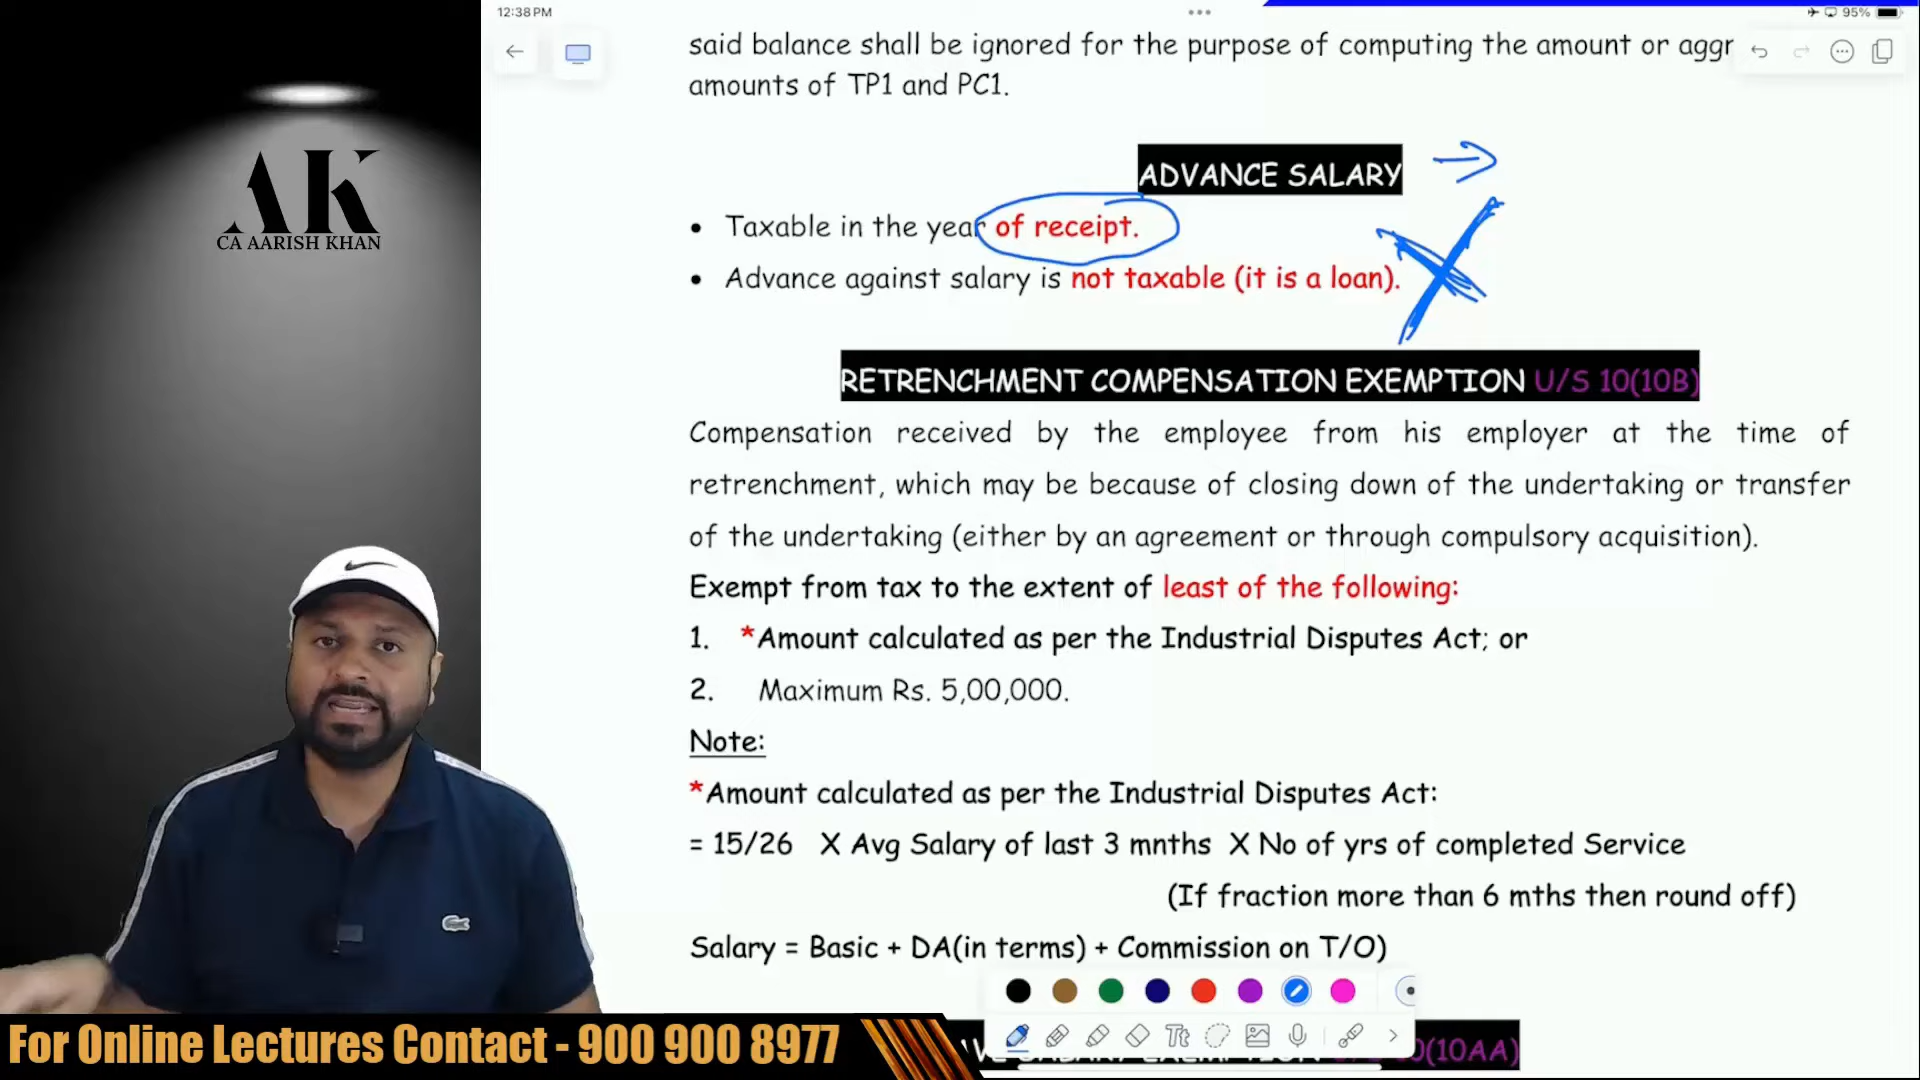 12:38 PM
95%
said balance shall be ignored for the purpose of computing the amount or aggr
amounts of TP1 and PC1.
AK
CA AARISH KHAN
ADVANCE SALARY
• Taxable in the year of receipt.
• Advance against salary is not taxable (it is a loan).
RETRENCHMENT COMPENSATION EXEMPTION U/S 10(10B)
Compensation received by the employee from his employer at the time of
retrenchment, which may be because of closing down of the undertaking or transfer
of the undertaking (either by an agreement or through compulsory acquisition).
Exempt from tax to the extent of least of the following:
1. *Amount calculated as per the Industrial Disputes Act; or
2. Maximum Rs. 5,00,000.
Note:
*Amount calculated as per the Industrial Disputes Act:
= 15/26 X Avg Salary of last 3 mnths X No of yrs of completed Service
(If fraction more than 6 mths then round off)
Salary = Basic + DA(in terms) + Commission on T/O)
Tt
For Online Lectures Contact - 900 900 8977
EXEMPTION
(10AA)